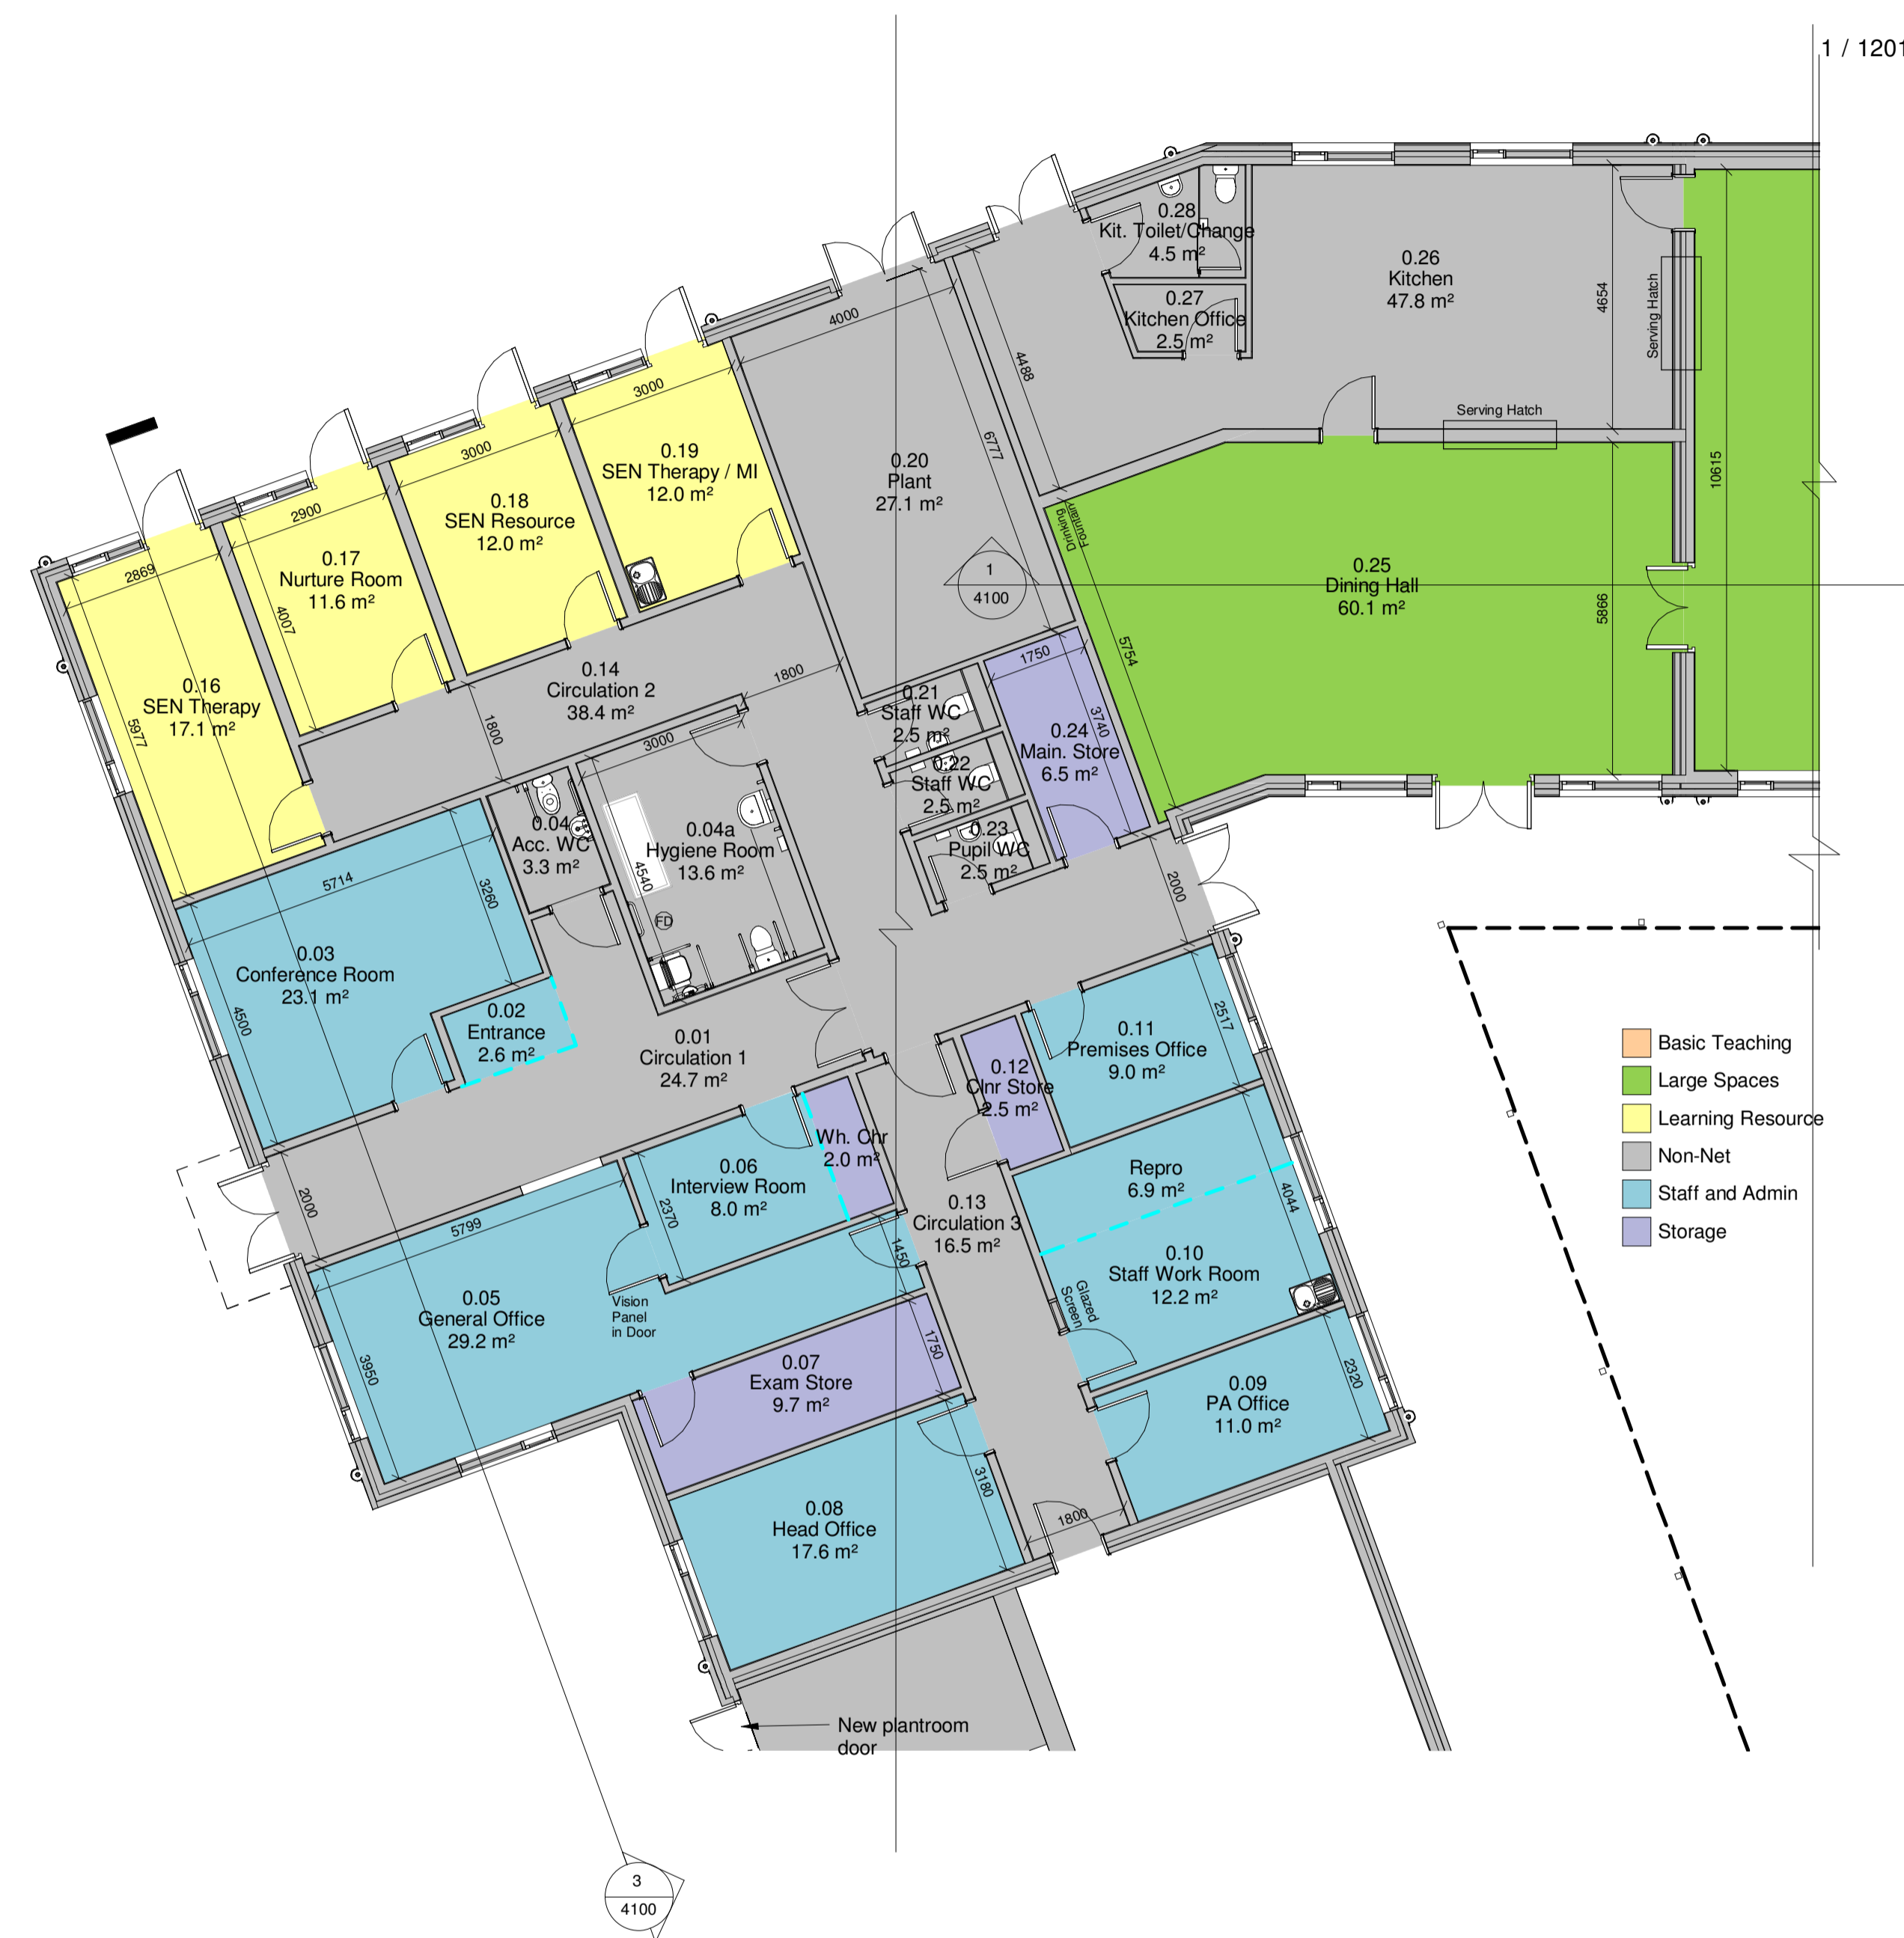 1 / 1201
0.28
Kit. Toilet/Change
4.5 m²
0.27
Kitchen Office
2.5 m²
0.26
Kitchen
47.8 m²
4654
Serving Hatch
Serving Hatch
4000
4488
6777
3000
3000
2900
2869
0.19
SEN Therapy / MI
12.0 m²
0.20
Plant
27.1 m²
0.18
SEN Resource
12.0 m²
0.17
Nurture Room
11.6 m²
4007
0.16
SEN Therapy
17.1 m²
5977
Drinking
Fountain
10615
1
4100
0.25
Dining Hall
60.1 m²
5866
5754
0.14
Circulation 2
38.4 m²
1800
1800
1750
3740
0.21
Staff WC
2.5 m²
0.22
Staff WC
2.5 m²
0.23
Pupil WC
2.5 m²
0.24
Main. Store
6.5 m²
3000
0.04
Acc. WC
3.3 m²
0.04a
Hygiene Room
13.6 m²
4540
FD
2000
5714
3260
0.03
Conference Room
23.1 m²
4500
0.02
Entrance
2.6 m²
0.01
Circulation 1
24.7 m²
0.11
Premises Office
9.0 m²
2517
0.12
Clnr Store
2.5 m²
Wh. Chr
2.0 m²
0.06
Interview Room
8.0 m²
2370
2000
5799
0.13
Circulation 3
16.5 m²
1450
Repro
6.9 m²
4044
0.10
Staff Work Room
12.2 m²
Glazed
Screen
0.05
General Office
29.2 m²
3950
Vision
Panel
in Door
0.07
Exam Store
9.7 m²
1750
0.09
PA Office
11.0 m²
2320
0.08
Head Office
17.6 m²
3180
1800
New plantroom
door
Basic Teaching
Large Spaces
Learning Resource
Non-Net
Staff and Admin
Storage
3
4100